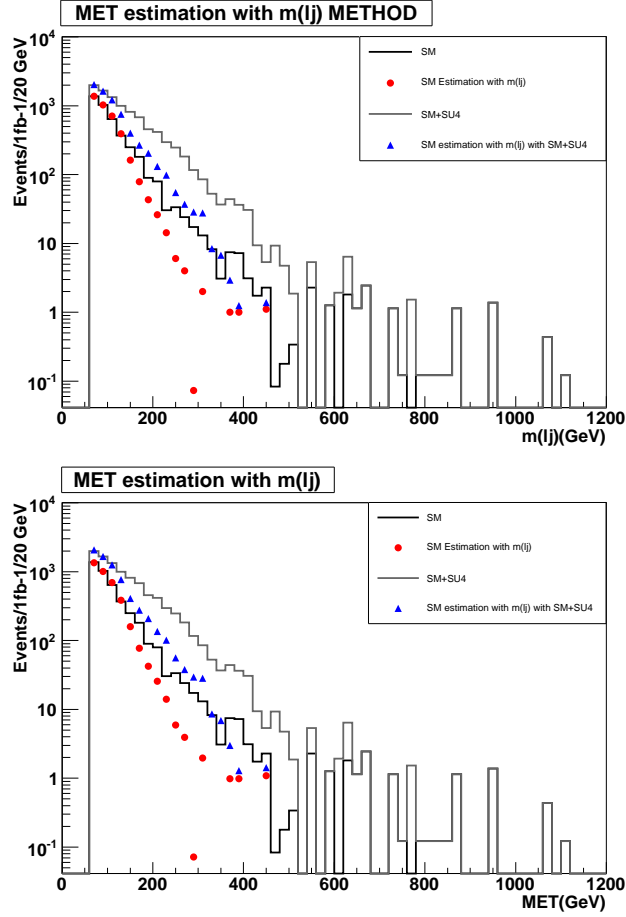 MET estimation with m(lj) METHOD
Events/1fb-1/20 GeV
10^4
10^3
10^2
10
1
10^-1
SM
SM Estimation with m(lj)
SM+SU4
SM estimation with m(lj) with SM+SU4
0 200 400 600 800 1000 1200
m(lj)(GeV)
MET estimation with m(lj)
Events/1fb-1/20 GeV
10^4
10^3
10^2
10
1
10^-1
SM
SM Estimation with m(lj)
SM+SU4
SM estimation with m(lj) with SM+SU4
0 200 400 600 800 1000 1200
MET(GeV)